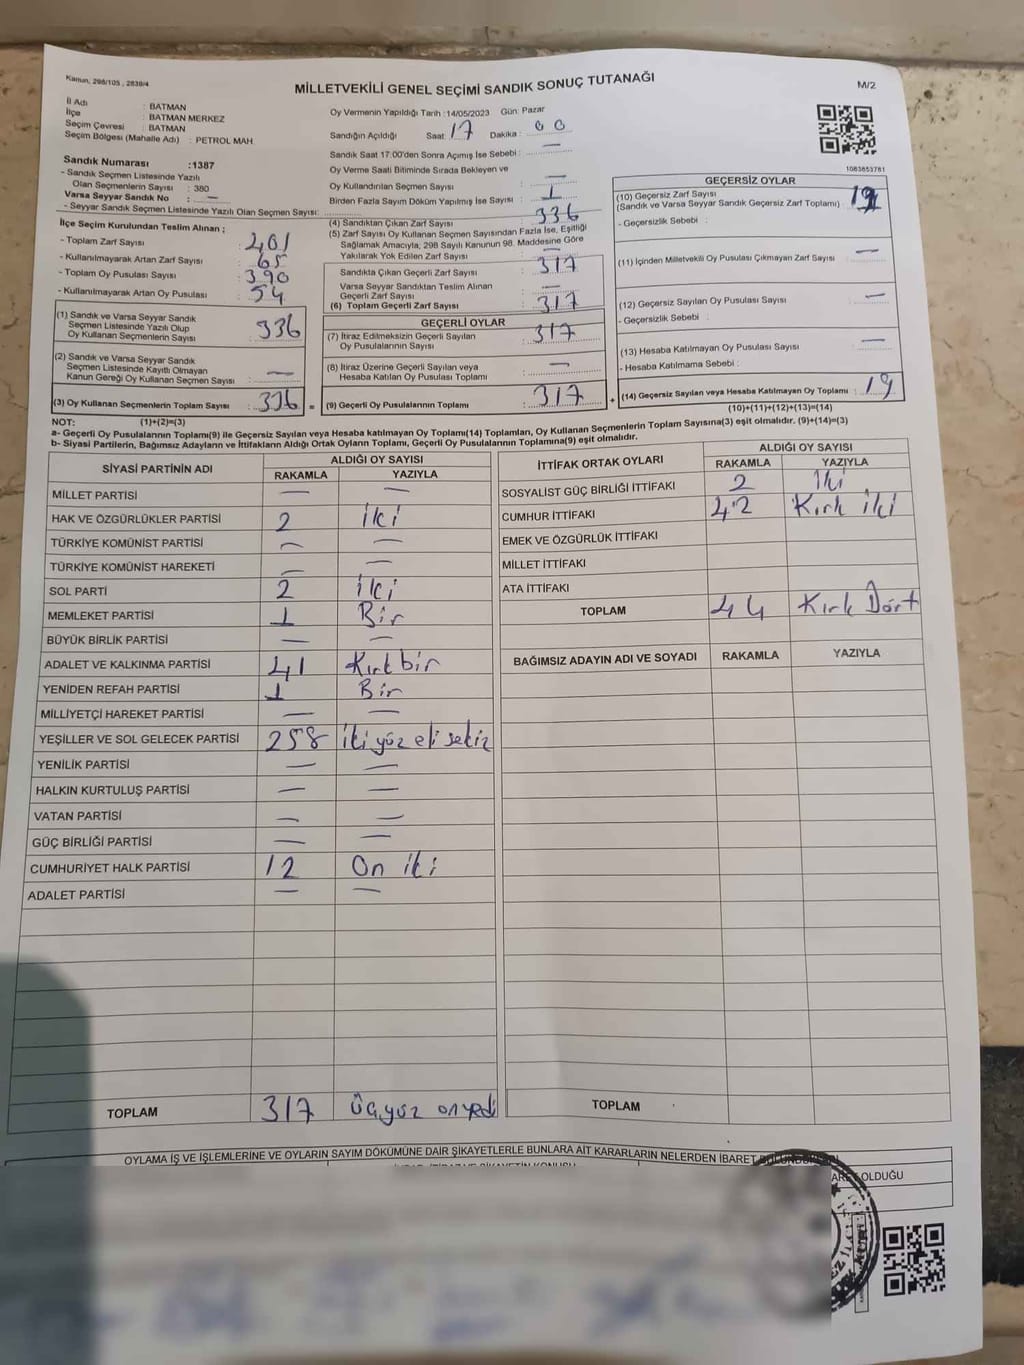 Kanun, 298/105 , 2839/4
MİLLETVEKİLİ GENEL SEÇİMİ SANDIK SONUÇ TUTANAĞI
M/2
İl Adı : BATMAN
İlçe : BATMAN MERKEZ
Seçim Çevresi : BATMAN
Seçim Bölgesi (Mahalle Adı) : PETROL MAH.
Sandık Numarası :1387
- Sandık Seçmen Listesinde Yazılı
Olan Seçmenlerin Sayısı : 380
Varsa Seyyar Sandık No : —
- Seyyar Sandık Seçmen Listesinde Yazılı Olan Seçmen Sayısı:
İlçe Seçim Kurulundan Teslim Alınan ;
- Toplam Zarf Sayısı : 401
- Kullanılmayarak Artan Zarf Sayısı : 65
- Toplam Oy Pusulası Sayısı : 390
- Kullanılmayarak Artan Oy Pusulası : 54
(1) Sandık ve Varsa Seyyar Sandık
Seçmen Listesinde Yazılı Olup
Oy Kullanan Seçmenlerin Sayısı : 336
(2) Sandık ve Varsa Seyyar Sandık
Seçmen Listesinde Kayıtlı Olmayan
Kanun Gereği Oy Kullanan Seçmen Sayısı : —
(3) Oy Kullanan Seçmenlerin Toplam Sayısı : 336 =
Oy Vermenin Yapıldığı Tarih :14/05/2023 Gün: Pazar
Sandığın Açıldığı Saat: 17 Dakika : 00
Sandık Saat 17:00'den Sonra Açımış İse Sebebi : —
Oy Verme Saati Bitiminde Sırada Bekleyen ve
Oy Kullandırılan Seçmen Sayısı : —
Birden Fazla Sayım Döküm Yapılmış İse Sayısı : 1
(4) Sandıktan Çıkan Zarf Sayısı : 336
(5) Zarf Sayısı Oy Kullanan Seçmen Sayısından Fazla İse, Eşitliği
Sağlamak Amacıyla, 298 Sayılı Kanunun 98. Maddesine Göre
Yakılarak Yok Edilen Zarf Sayısı : —
Sandıkta Çıkan Geçerli Zarf Sayısı : 317
Varsa Seyyar Sandıktan Teslim Alınan
Geçerli Zarf Sayısı : —
(6) Toplam Geçerli Zarf Sayısı : 317
GEÇERLİ OYLAR
(7) İtiraz Edilmeksizin Geçerli Sayılan
Oy Pusulalarının Sayısı : 317
(8) İtiraz Üzerine Geçerli Sayılan veya
Hesaba Katılan Oy Pusulası Toplamı : —
(9) Geçerli Oy Pusulalarının Toplamı : 317 +
1083853781
GEÇERSİZ OYLAR
(10) Geçersiz Zarf Sayısı
(Sandık ve Varsa Seyyar Sandık Geçersiz Zarf Toplamı) : 19
- Geçersizlik Sebebi :
(11) İçinden Milletvekili Oy Pusulası Çıkmayan Zarf Sayısı : —
(12) Geçersiz Sayılan Oy Pusulası Sayısı : —
- Geçersizlik Sebebi :
(13) Hesaba Katılmayan Oy Pusulası Sayısı : —
- Hesaba Katılmama Sebebi :
(14) Geçersiz Sayılan veya Hesaba Katılmayan Oy Toplamı : 19
(10)+(11)+(12)+(13)=(14)
NOT: (1)+(2)=(3)
a- Geçerli Oy Pusulalarının Toplamı(9) ile Geçersiz Sayılan veya Hesaba katılmayan Oy Toplamı(14) Toplamları, Oy Kullanan Seçmenlerin Toplam Sayısına(3) eşit olmalıdır. (9)+(14)=(3)
b- Siyasi Partilerin, Bağımsız Adayların ve İttifakların Aldığı Ortak Oyların Toplamı, Geçerli Oy Pusulalarının Toplamına(9) eşit olmalıdır.
SİYASİ PARTİNİN ADI ALDIĞI OY SAYISI
RAKAMLA YAZIYLA
MİLLET PARTİSİ — —
HAK VE ÖZGÜRLÜKLER PARTİSİ 2 iki
TÜRKİYE KOMÜNİST PARTİSİ — —
TÜRKİYE KOMÜNİST HAREKETİ — —
SOL PARTİ 2 iki
MEMLEKET PARTİSİ 1 Bir
BÜYÜK BİRLİK PARTİSİ — —
ADALET VE KALKINMA PARTİSİ 41 Kırk bir
YENİDEN REFAH PARTİSİ 1 Bir
MİLLİYETÇİ HAREKET PARTİSİ — —
YEŞİLLER VE SOL GELECEK PARTİSİ 258 iki yüz eli sekiz
YENİLİK PARTİSİ — —
HALKIN KURTULUŞ PARTİSİ — —
VATAN PARTİSİ — —
GÜÇ BİRLİĞİ PARTİSİ — —
CUMHURİYET HALK PARTİSİ 12 On iki
ADALET PARTİSİ — —
TOPLAM 317 Üçyüz onyedi
İTTİFAK ORTAK OYLARI ALDIĞI OY SAYISI
RAKAMLA YAZIYLA
SOSYALİST GÜÇ BİRLİĞİ İTTİFAKI 2 İki
CUMHUR İTTİFAKI 42 Kırk iki
EMEK VE ÖZGÜRLÜK İTTİFAKI
MİLLET İTTİFAKI
ATA İTTİFAKI
TOPLAM 44 Kırk Dört
BAĞIMSIZ ADAYIN ADI VE SOYADI RAKAMLA YAZIYLA
TOPLAM
OYLAMA İŞ VE İŞLEMLERİNE VE OYLARIN SAYIM DÖKÜMÜNE DAİR ŞİKAYETLERLE BUNLARA AİT KARARLARIN NELERDEN İBARET
OLDUĞU